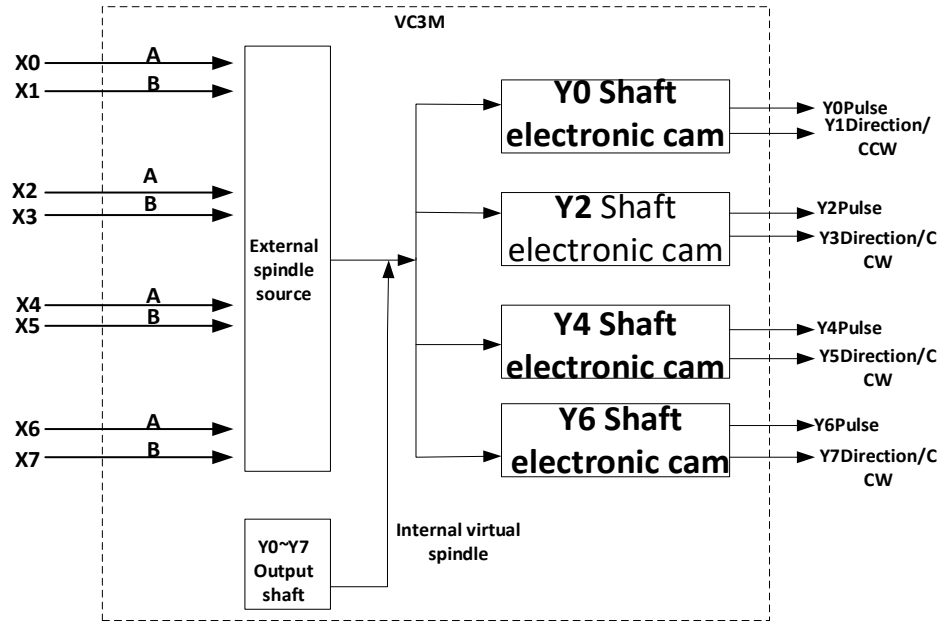 VC3M
X0
A
X1
B
X2
A
X3
B
X4
A
X5
B
X6
A
X7
B
External
spindle
source
Y0~Y7
Output
shaft
Internal virtual
spindle
Y0 Shaft
electronic cam
Y2 Shaft
electronic cam
Y4 Shaft
electronic cam
Y6 Shaft
electronic cam
Y0Pulse
Y1Direction/
CCW
Y2Pulse
Y3Direction/C
CW
Y4Pulse
Y5Direction/C
CW
Y6Pulse
Y7Direction/C
CW